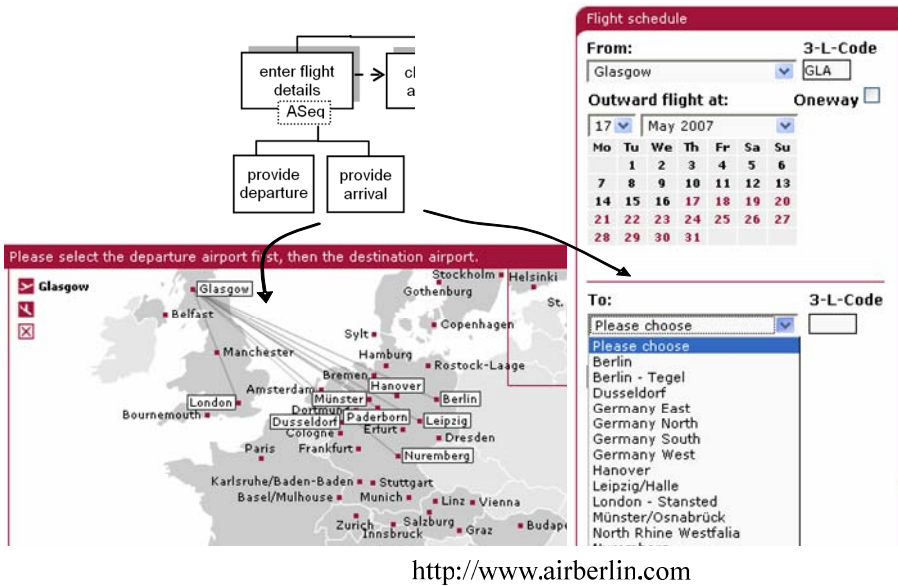 enter flight
details
ASeq
cl
a
provide
departure
provide
arrival
Flight schedule
From:
3-L-Code
Glasgow
GLA
Outward flight at:
Oneway
17
May 2007
Mo Tu We Th Fr Sa Su
1 2 3 4 5 6
7 8 9 10 11 12 13
14 15 16 17 18 19 20
21 22 23 24 25 26 27
28 29 30 31
To:
3-L-Code
Please choose
Please choose
Berlin
Berlin - Tegel
Dusseldorf
Germany East
Germany North
Germany South
Germany West
Hanover
Leipzig/Halle
London - Stansted
Münster/Osnabrück
North Rhine Westfalia
Please select the departure airport first, then the destination airport.
Glasgow
Glasgow
Stockholm
Helsinki
Gothenburg
St.
Belfast
Copenhagen
Sylt
Manchester
Hamburg
Rostock-Laage
Bremen
Hanover
Amsterdam
London
Münster
Berlin
Bournemouth
Dortmund
Paderborn
Dusseldorf
Leipzig
Cologne
Erfurt
Dresden
Paris
Frankfurt
Nuremberg
Karlsruhe/Baden-Baden
Stuttgart
Basel/Mulhouse
Munich
Linz
Vienna
Zurich
Salzburg
Innsbruck
Graz
Budape
http://www.airberlin.com